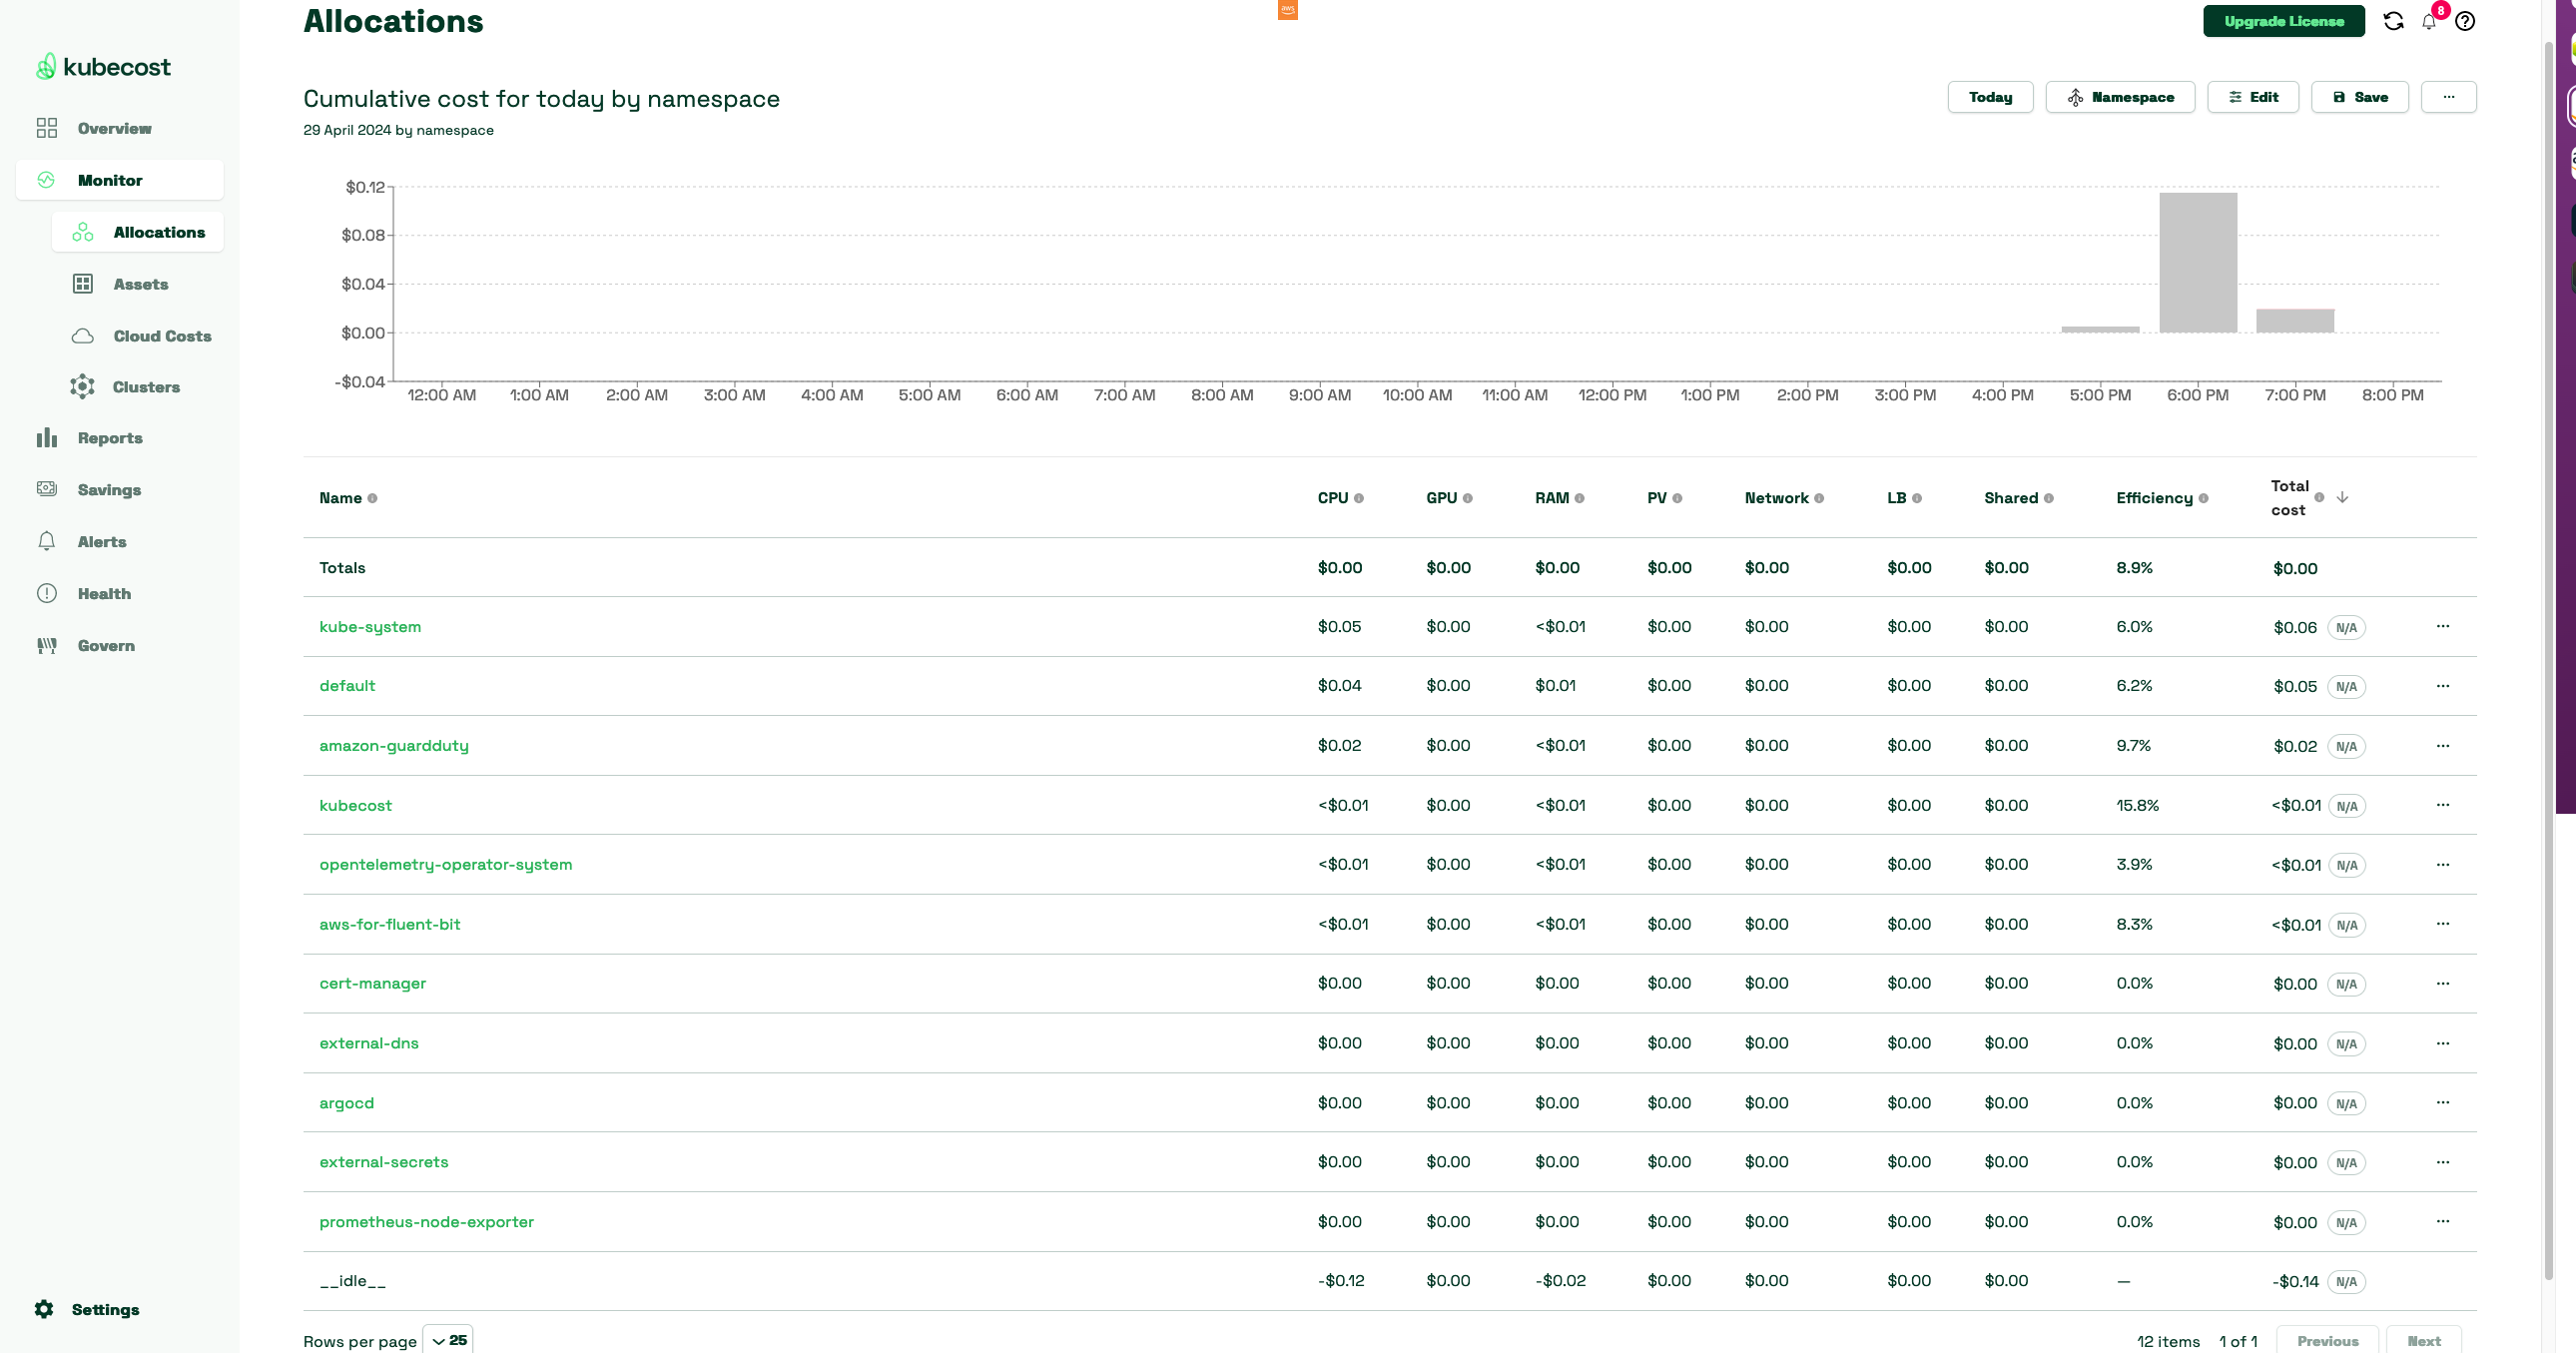 Allocations
aws
Upgrade License
8
kubecost
Cumulative cost for today by namespace
29 April 2024 by namespace
Today
Namespace
Edit
Save
...
Overview
Monitor
Allocations
Assets
Cloud Costs
Clusters
Reports
Savings
Alerts
Health
Govern
Settings
$0.12
$0.08
$0.04
$0.00
-$0.04
12:00 AM 1:00 AM 2:00 AM 3:00 AM 4:00 AM 5:00 AM 6:00 AM 7:00 AM 8:00 AM 9:00 AM 10:00 AM 11:00 AM 12:00 PM 1:00 PM 2:00 PM 3:00 PM 4:00 PM 5:00 PM 6:00 PM 7:00 PM 8:00 PM
Name CPU GPU RAM PV Network LB Shared Efficiency Total cost
Totals $0.00 $0.00 $0.00 $0.00 $0.00 $0.00 $0.00 8.9% $0.00
kube-system $0.05 $0.00 <$0.01 $0.00 $0.00 $0.00 $0.00 6.0% $0.06 N/A ...
default $0.04 $0.00 $0.01 $0.00 $0.00 $0.00 $0.00 6.2% $0.05 N/A ...
amazon-guardduty $0.02 $0.00 <$0.01 $0.00 $0.00 $0.00 $0.00 9.7% $0.02 N/A ...
kubecost <$0.01 $0.00 <$0.01 $0.00 $0.00 $0.00 $0.00 15.8% <$0.01 N/A ...
opentelemetry-operator-system <$0.01 $0.00 <$0.01 $0.00 $0.00 $0.00 $0.00 3.9% <$0.01 N/A ...
aws-for-fluent-bit <$0.01 $0.00 <$0.01 $0.00 $0.00 $0.00 $0.00 8.3% <$0.01 N/A ...
cert-manager $0.00 $0.00 $0.00 $0.00 $0.00 $0.00 $0.00 0.0% $0.00 N/A ...
external-dns $0.00 $0.00 $0.00 $0.00 $0.00 $0.00 $0.00 0.0% $0.00 N/A ...
argocd $0.00 $0.00 $0.00 $0.00 $0.00 $0.00 $0.00 0.0% $0.00 N/A ...
external-secrets $0.00 $0.00 $0.00 $0.00 $0.00 $0.00 $0.00 0.0% $0.00 N/A ...
prometheus-node-exporter $0.00 $0.00 $0.00 $0.00 $0.00 $0.00 $0.00 0.0% $0.00 N/A ...
__idle__ -$0.12 $0.00 -$0.02 $0.00 $0.00 $0.00 $0.00 — -$0.14 N/A
Rows per page 25
12 items 1 of 1 Previous Next